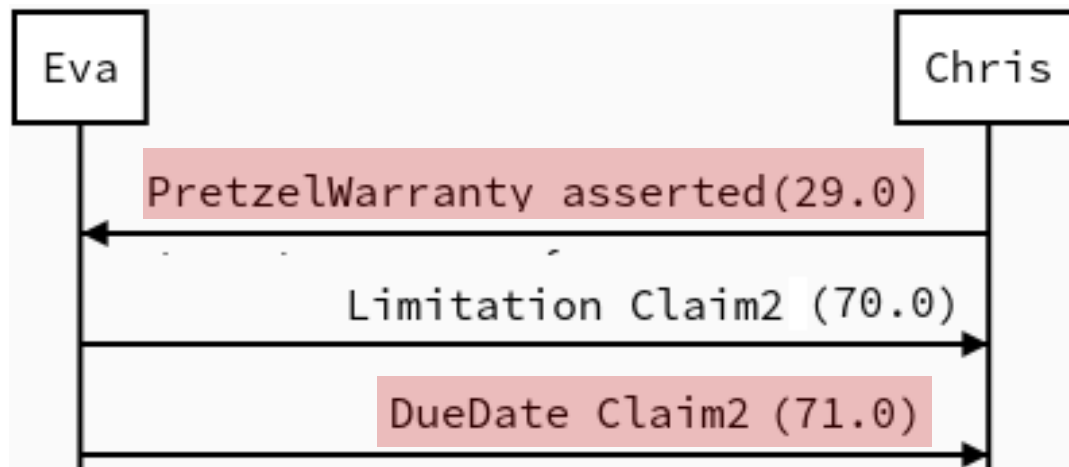 Eva
Chris
PretzelWarranty asserted(29.0)
Limitation Claim2 (70.0)
DueDate Claim2 (71.0)